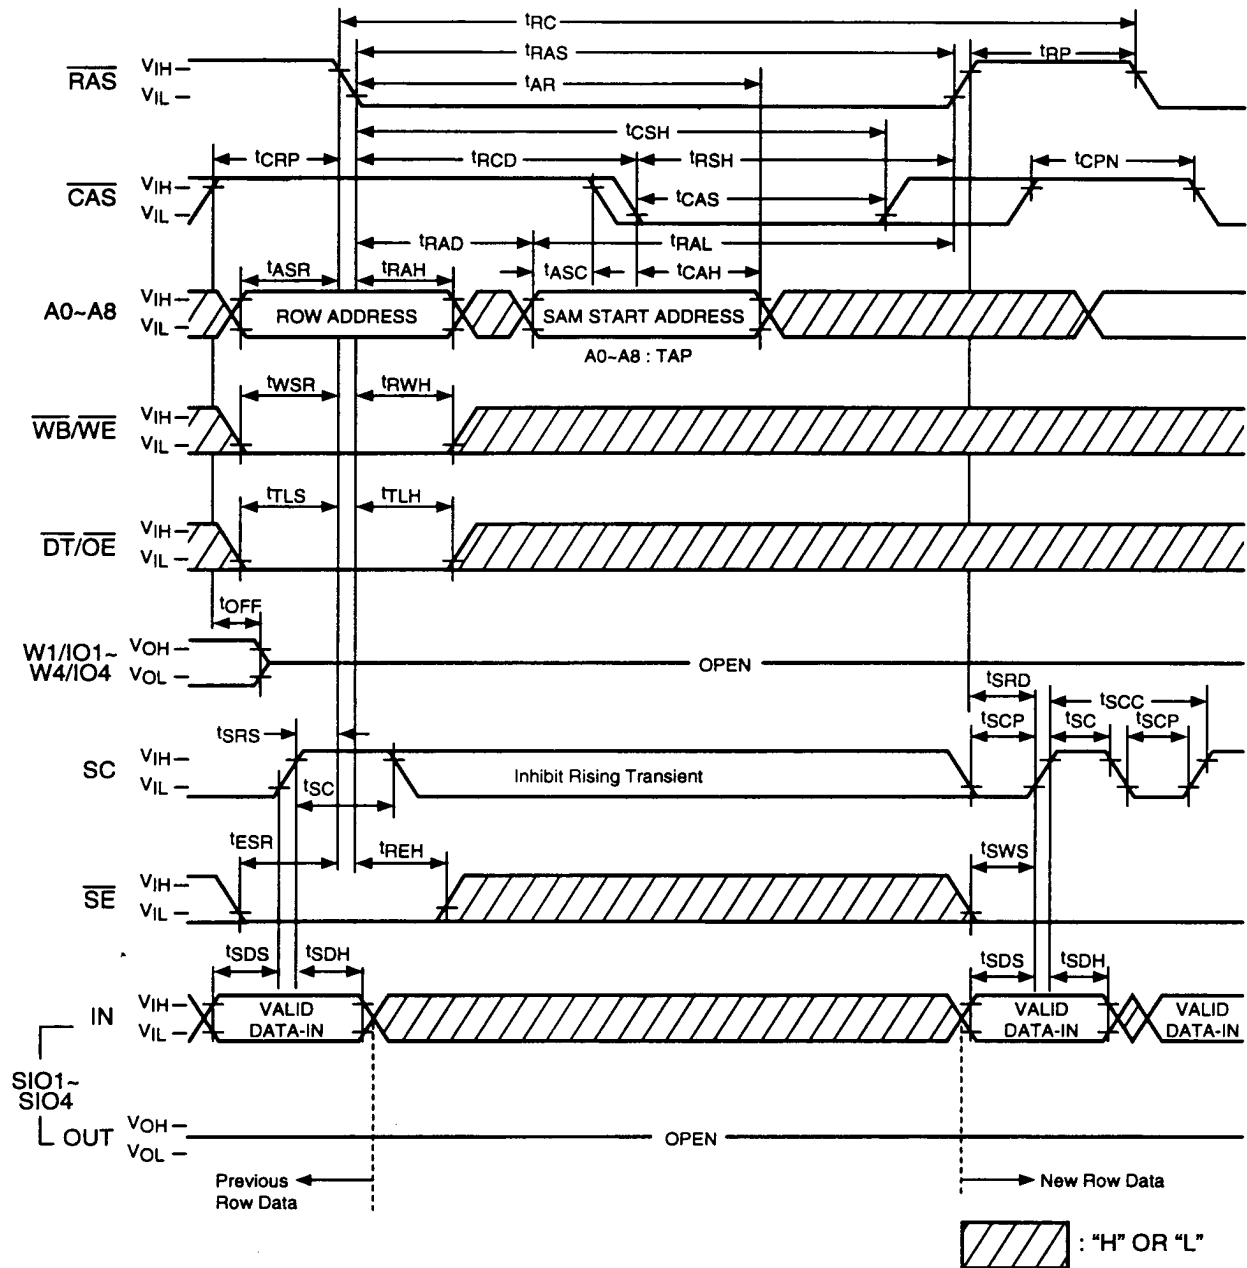 tRC
tRAS
tRP
RAS VIH
VIL
tAR
tCSH
tCRP
tRCD
tRSH
tCPN
CAS VIH
VIL
tCAS
tRAD
tRAL
tASR
tRAH
tASC
tCAH
A0~A8 VIH
VIL
ROW ADDRESS
SAM START ADDRESS
A0~A8 : TAP
tWSR
tRWH
WB/WE VIH
VIL
tTLS
tTLH
DT/OE VIH
VIL
tOFF
W1/IO1~ VOH
W4/IO4 VOL
OPEN
tSRD
tSCC
tSRS
tSCP
tSC
tSCP
SC VIH
VIL
tSC
Inhibit Rising Transient
tESR
tREH
tSWS
SE VIH
VIL
tSDS
tSDH
tSDS
tSDH
IN VIH
VIL
VALID
DATA-IN
VALID
DATA-IN
VALID
DATA-IN
SIO1~
SIO4
OUT VOH
VOL
OPEN
Previous
Row Data
New Row Data
: “H” OR “L”